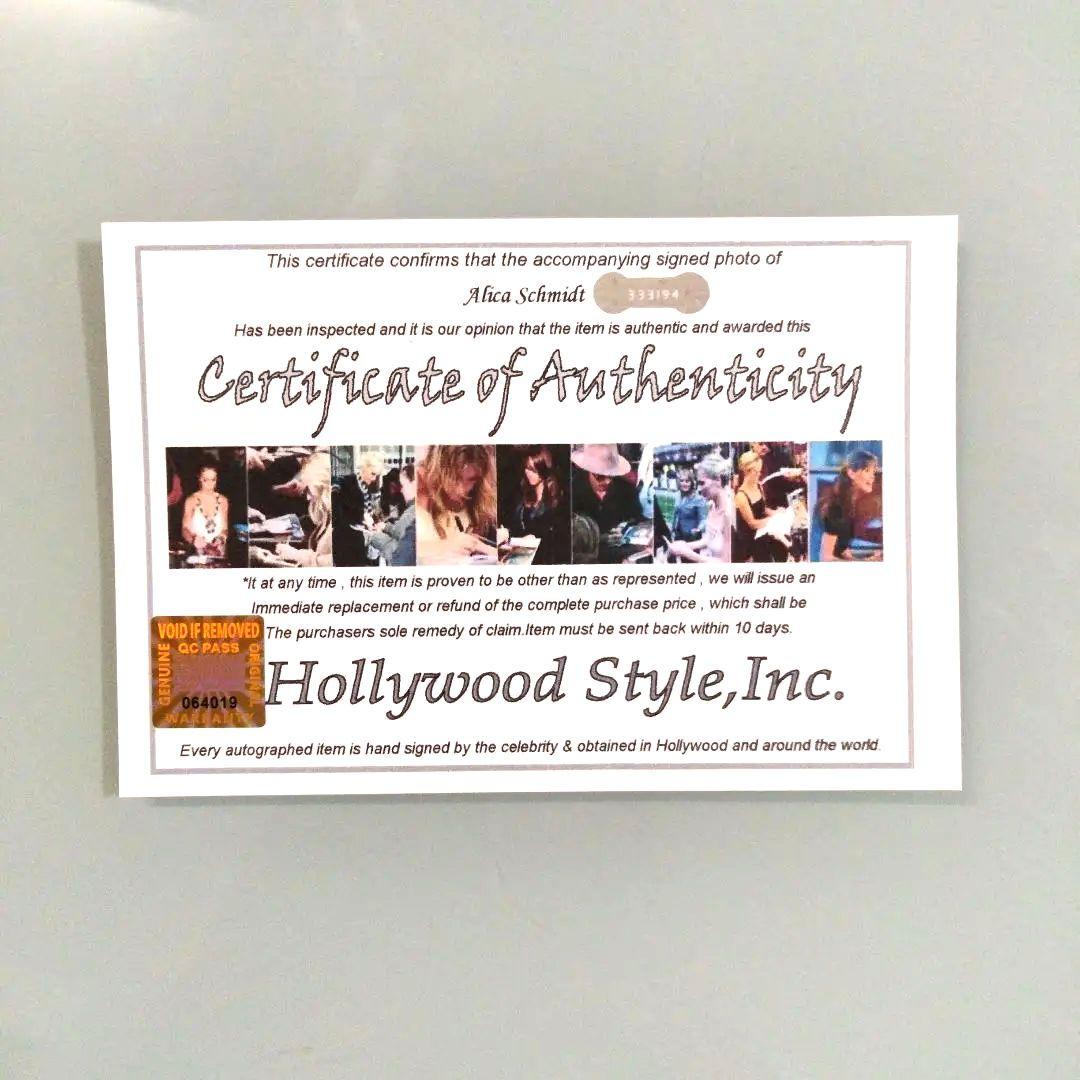 This certificate confirms that the accompanying signed photo of
Alica Schmidt 333194
Has been inspected and it is our opinion that the item is authentic and awarded this
Certificate of Authenticity
*It at any time , this item is proven to be other than as represented , we will issue an
Immediate replacement or refund of the complete purchase price , which shall be
The purchasers sole remedy of claim.Item must be sent back within 10 days.
VOID IF REMOVED
QC PASS
GENUINE
ORIGINAL
064019
WARRANTY
Hollywood Style,Inc.
Every autographed item is hand signed by the celebrity & obtained in Hollywood and around the world.